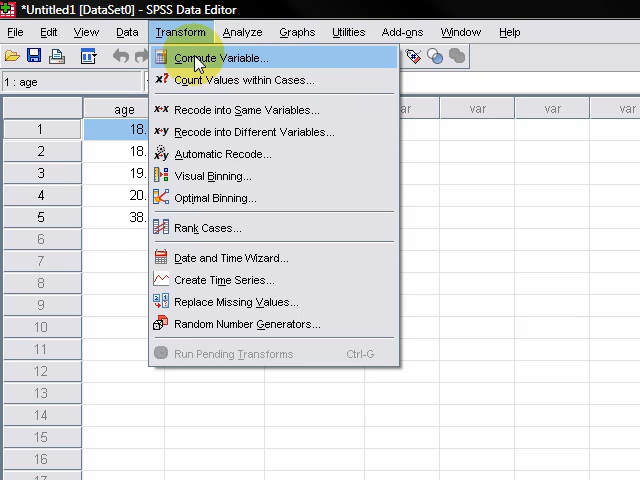 *Untitled1 [DataSet0] - SPSS Data Editor
File Edit View Data Transform Analyze Graphs Utilities Add-ons Window Help
1 : age
age var var var var
1 18.
2 18.
3 19.
4 20.
5 38.
6
7
8
9
10
11
12
13
14
15
16
17
Compute Variable...
Count Values within Cases...
Recode into Same Variables...
Recode into Different Variables...
Automatic Recode...
Visual Binning...
Optimal Binning...
Rank Cases...
Date and Time Wizard...
Create Time Series...
Replace Missing Values...
Random Number Generators...
Run Pending Transforms Ctrl-G